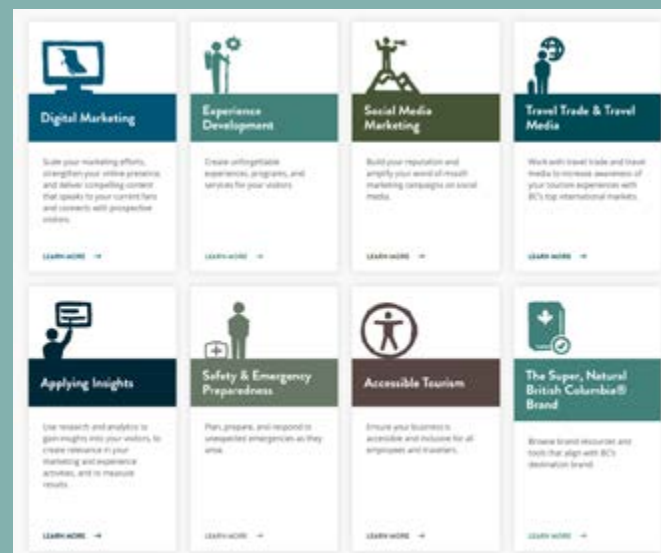 Digital Marketing
Scale your marketing efforts,
strengthen your online presence,
and deliver compelling content
that speaks to your current fans
and connects with prospective
visitors.
LEARN MORE →
Experience
Development
Create unforgettable
experiences, programs, and
services for your visitors.
LEARN MORE →
Social Media
Marketing
Build your reputation and
amplify your word of mouth
marketing campaigns on social
media.
LEARN MORE →
Travel Trade & Travel
Media
Work with travel trade and travel
media to increase awareness of
your tourism experiences with
BC's top international markets.
LEARN MORE →
Applying Insights
Use research and analytics to
gain insights into your visitors, to
create relevance in your
marketing and experience
activities, and to measure
results.
LEARN MORE →
Safety & Emergency
Preparedness
Plan, prepare, and respond to
unexpected emergencies as they
arise.
LEARN MORE →
Accessible Tourism
Ensure your business is
accessible and inclusive for all
employees and travellers.
LEARN MORE →
The Super, Natural
British Columbia®
Brand
Browse brand resources and
tools that align with BC's
destination brand.
LEARN MORE →